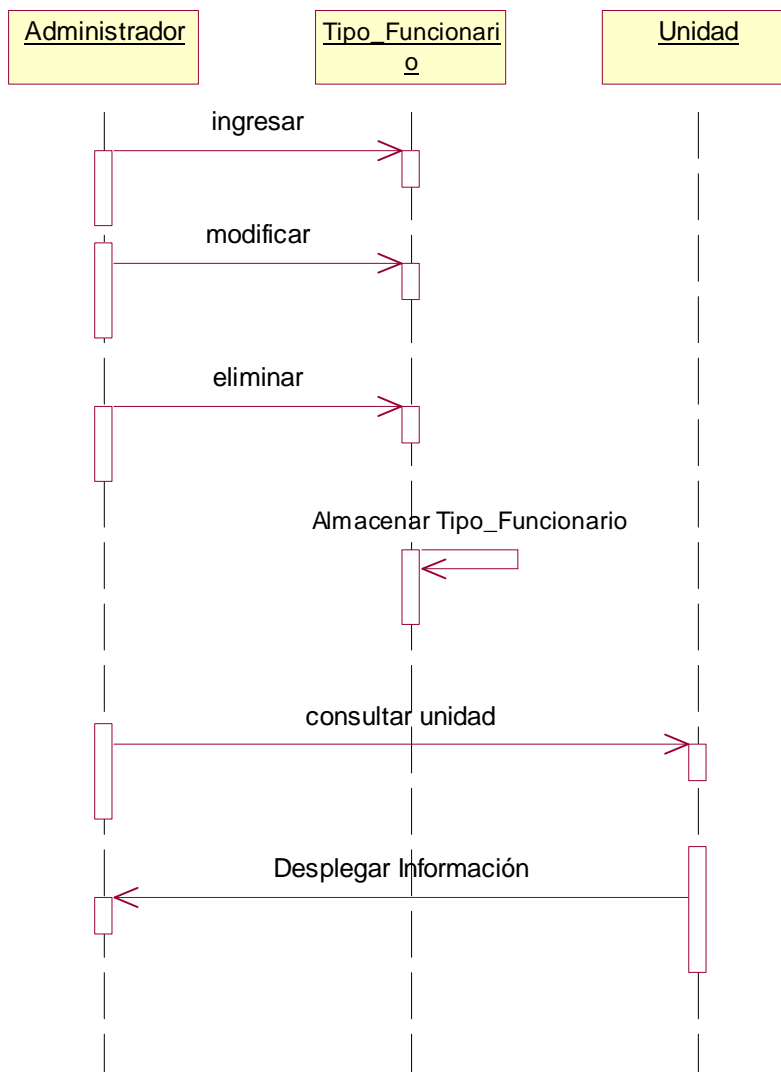 Administrador
Tipo_Funcionari
o
Unidad
ingresar
modificar
eliminar
Almacenar Tipo_Funcionario
consultar unidad
Desplegar Información